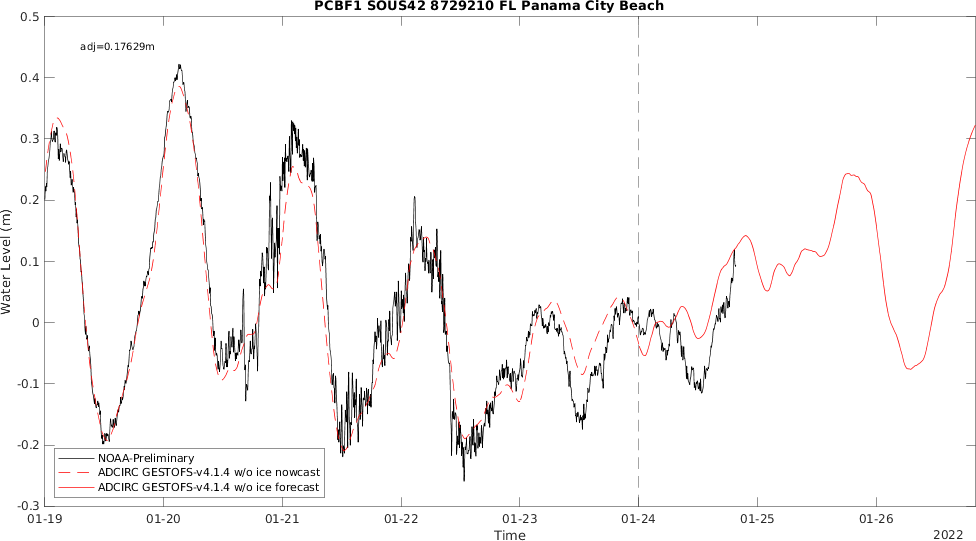 PCBF1 SOUS42 8729210 FL Panama City Beach
0.5
adj=0.17629m
0.4
0.3
0.2
0.1
0
-0.1
-0.2
-0.3
Water Level (m)
NOAA-Preliminary
ADCIRC GESTOFS-v4.1.4 w/o ice nowcast
ADCIRC GESTOFS-v4.1.4 w/o ice forecast
01-19 01-20 01-21 01-22 01-23 01-24 01-25 01-26
Time
2022